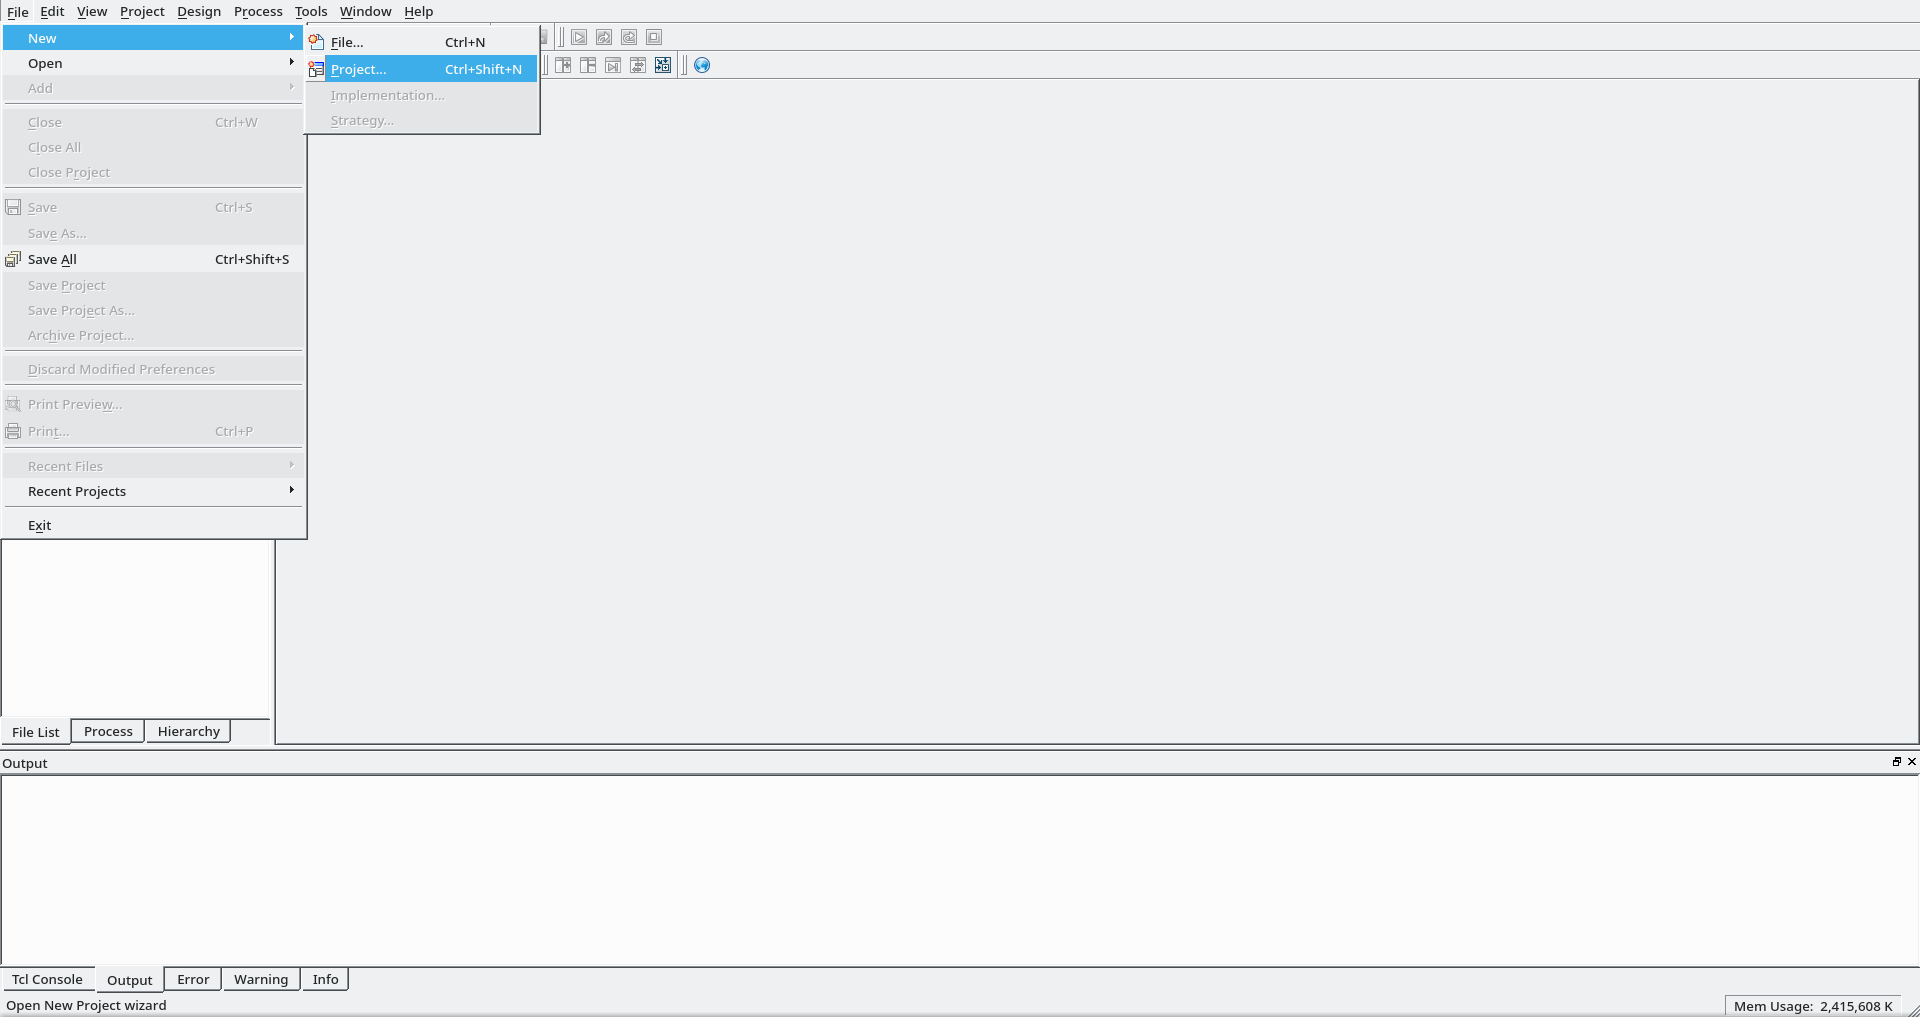 File Edit View Project Design Process Tools Window Help
New
File... Ctrl+N
Open
Project... Ctrl+Shift+N
Add
Implementation...
Strategy...
Close Ctrl+W
Close All
Close Project
Save Ctrl+S
Save As...
Save All Ctrl+Shift+S
Save Project
Save Project As...
Archive Project...
Discard Modified Preferences
Print Preview...
Print... Ctrl+P
Recent Files
Recent Projects
Exit
File List Process Hierarchy
Output
Tcl Console Output Error Warning Info
Open New Project wizard Mem Usage: 2,415,608 K